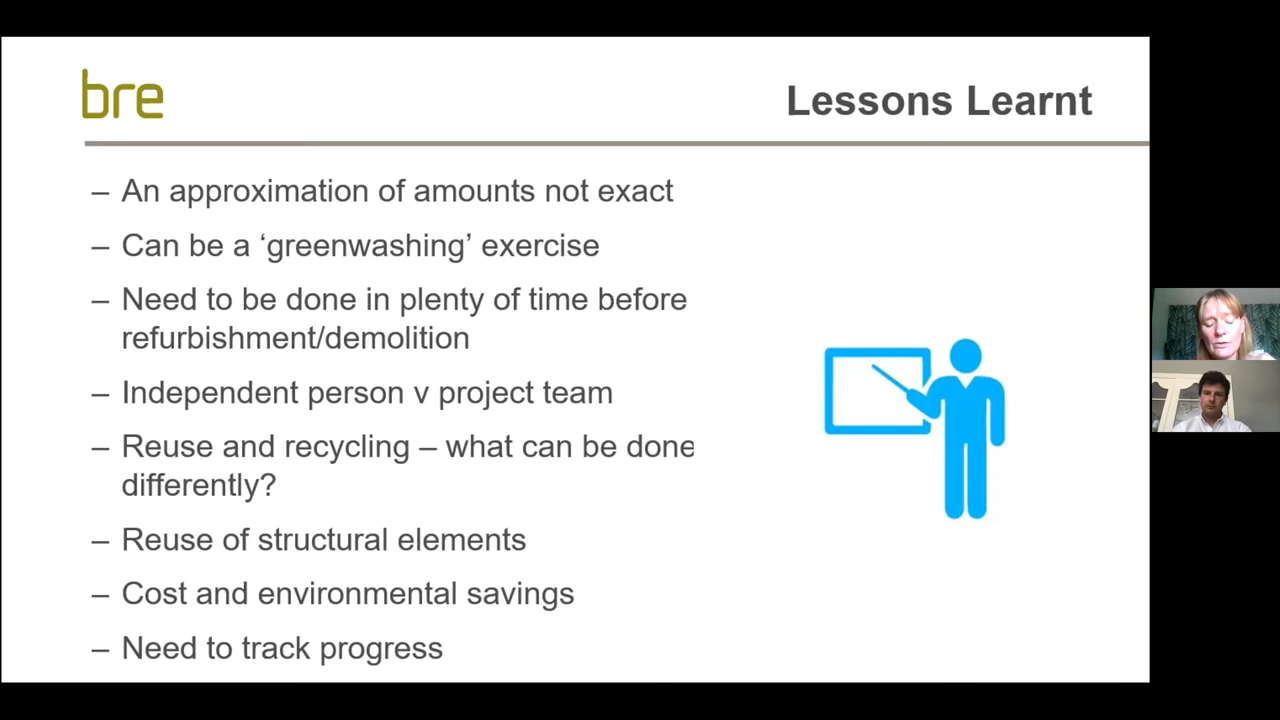 bre
Lessons Learnt
– An approximation of amounts not exact
– Can be a ‘greenwashing’ exercise
– Need to be done in plenty of time before
refurbishment/demolition
– Independent person v project team
– Reuse and recycling – what can be done
differently?
– Reuse of structural elements
– Cost and environmental savings
– Need to track progress